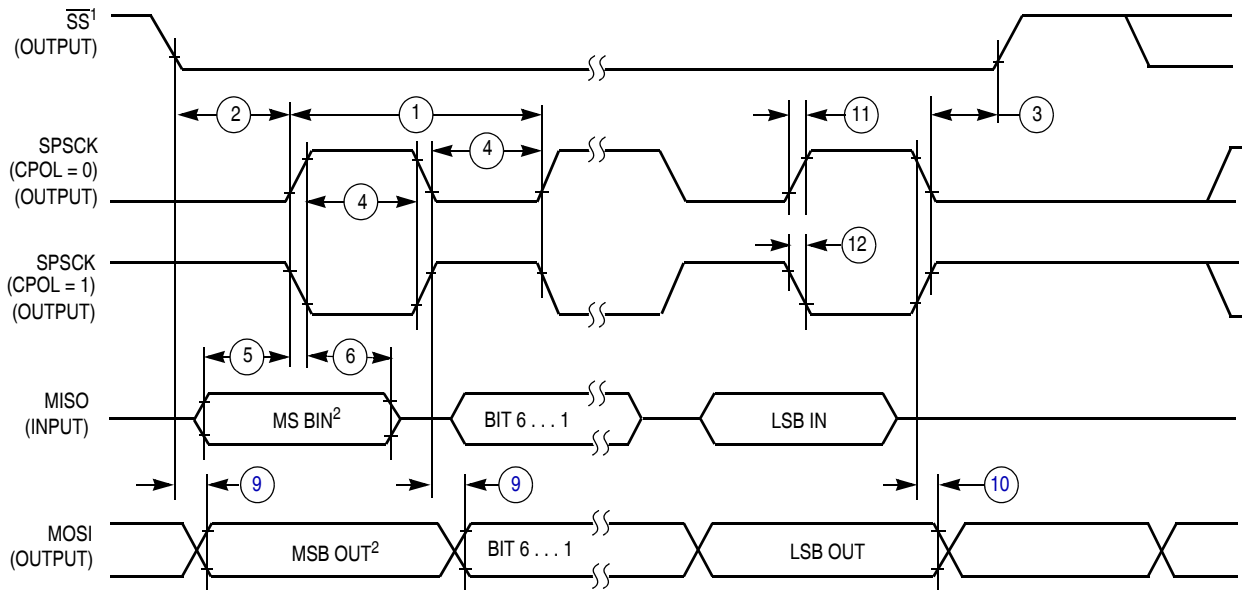 SS¹
(OUTPUT)
2
1
11
3
SPSCK
(CPOL = 0)
(OUTPUT)
4
4
12
SPSCK
(CPOL = 1)
(OUTPUT)
5
6
MISO
(INPUT)
MS BIN²
BIT 6 . . . 1
LSB IN
9
9
10
MOSI
(OUTPUT)
MSB OUT²
BIT 6 . . . 1
LSB OUT